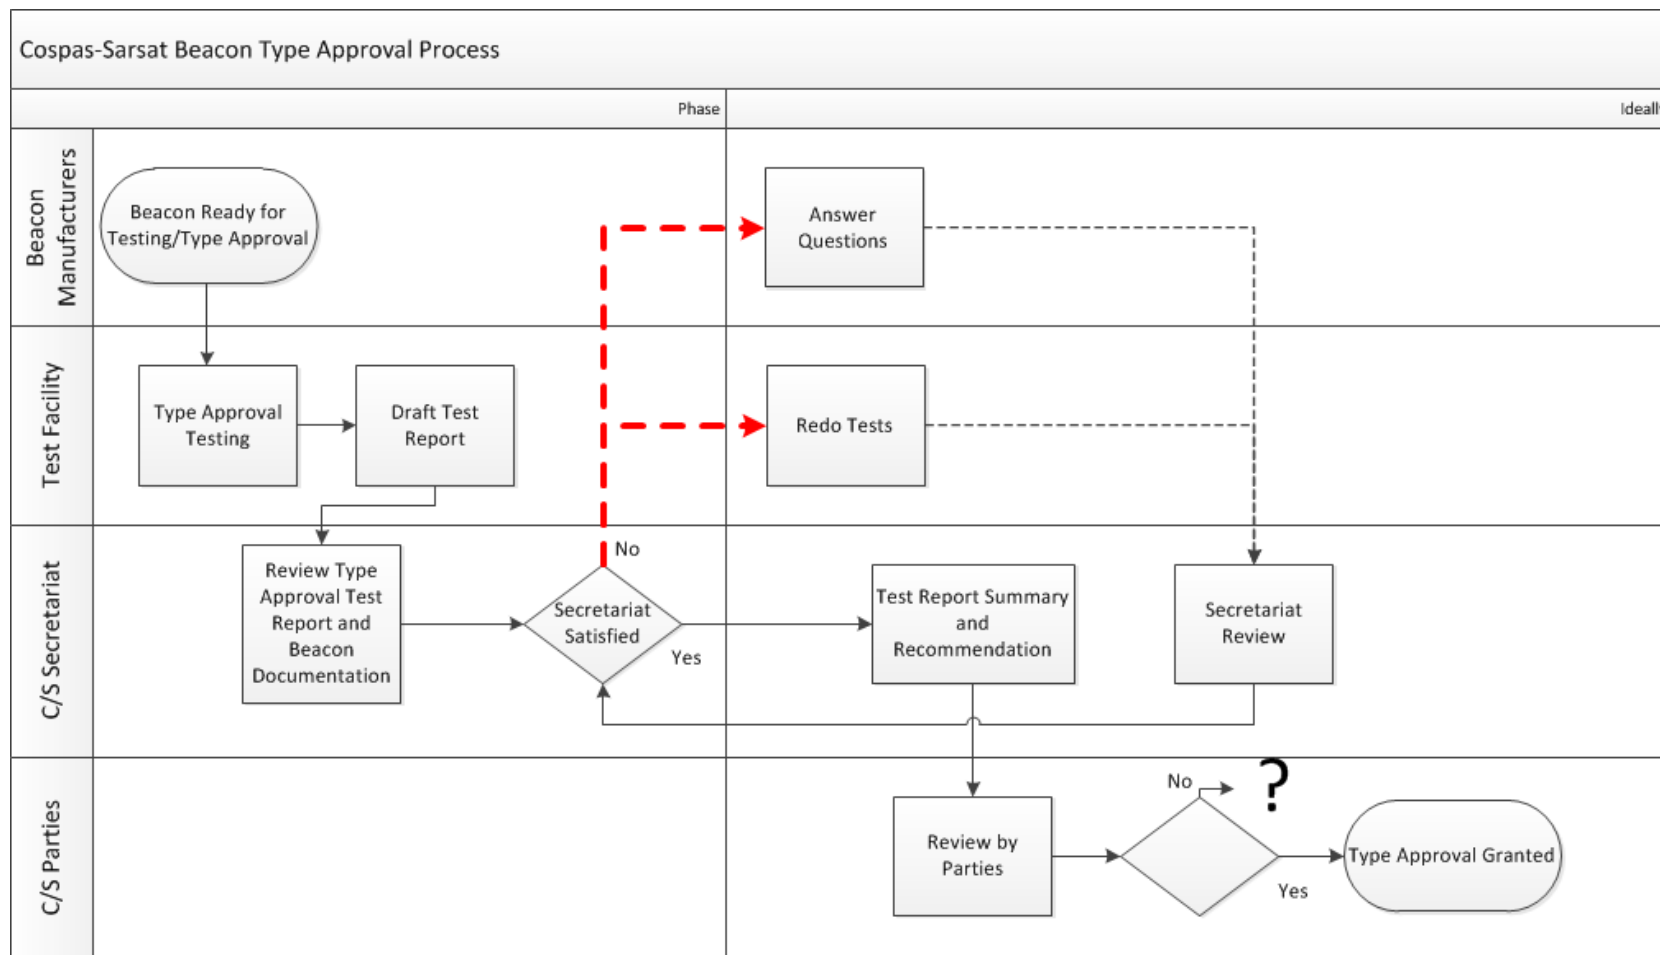 Cospas-Sarsat Beacon Type Approval Process
Phase
Ideall
Beacon
Manufacturers
Beacon Ready for
Testing/Type Approval
Answer
Questions
Test Facility
Type Approval
Testing
Draft Test
Report
Redo Tests
C/S Secretariat
Review Type
Approval Test
Report and
Beacon
Documentation
No
Secretariat
Satisfied
Yes
Test Report Summary
and
Recommendation
Secretariat
Review
C/S Parties
Review by
Parties
No
?
Yes
Type Approval Granted